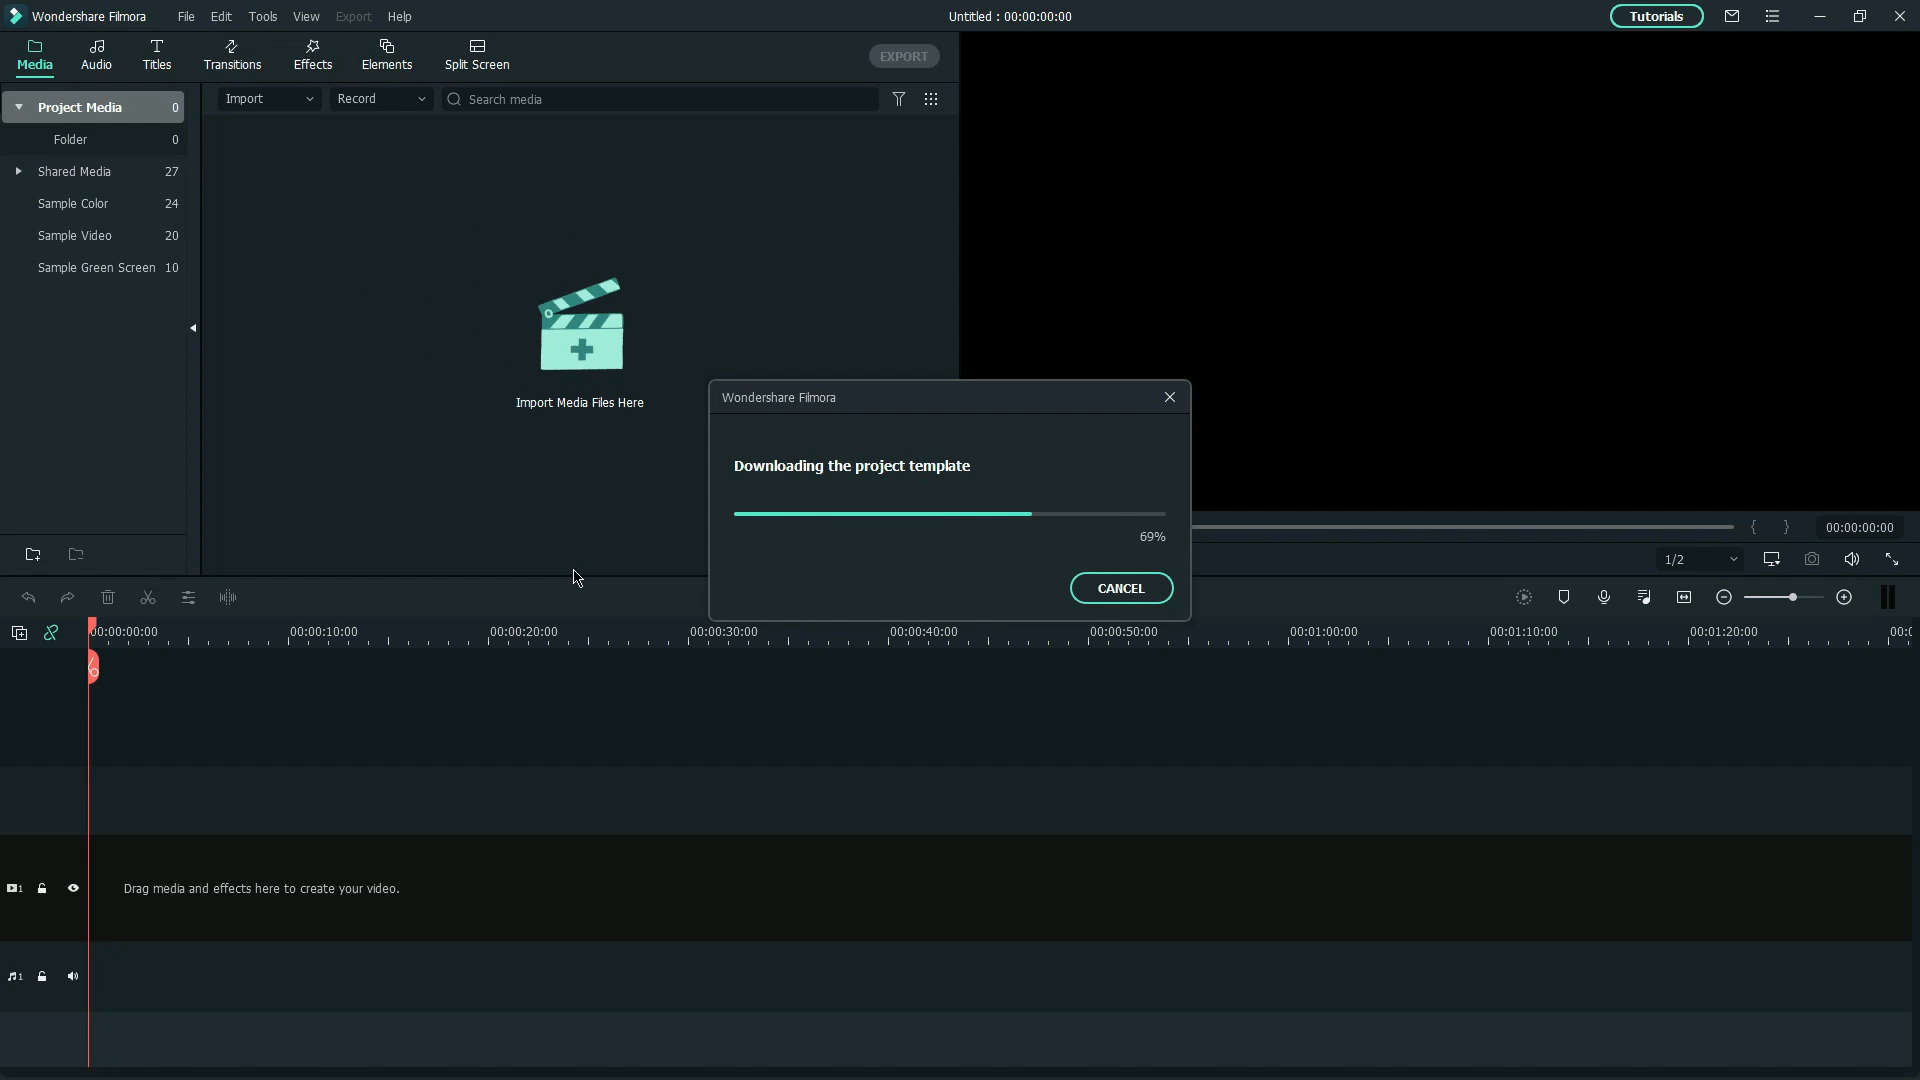 Wondershare Filmora File Edit Tools View Export Help Untitled : 00:00:00:00 Tutorials
Media Audio Titles Transitions Effects Elements Split Screen EXPORT
Project Media 0
Import Record Search media
Folder 0
Shared Media 27
Sample Color 24
Sample Video 20
Sample Green Screen 10
Import Media Files Here
Wondershare Filmora
Downloading the project template
69%
CANCEL
{ } 00:00:00:00
1/2
00:00:00:00 00:00:10:00 00:00:20:00 00:00:30:00 00:00:40:00 00:00:50:00 00:01:00:00 00:01:10:00 00:01:20:00 00:0
1 Drag media and effects here to create your video.
1